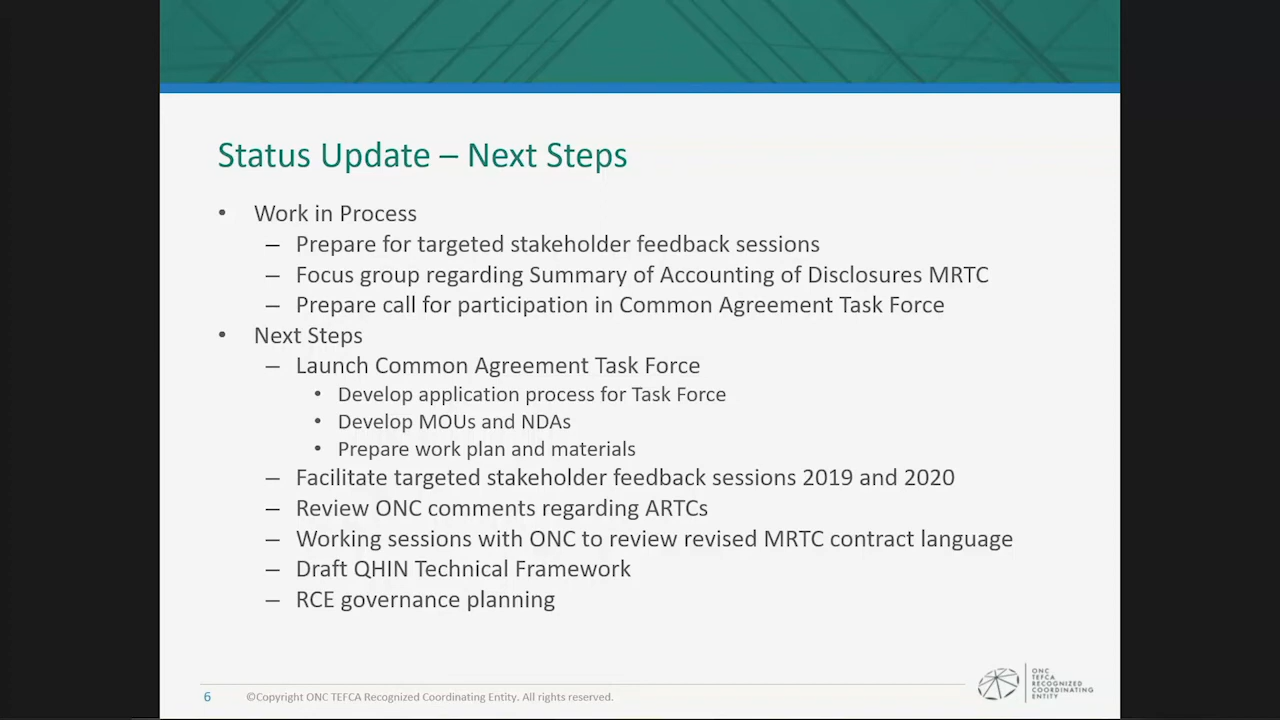 Status Update – Next Steps
• Work in Process
– Prepare for targeted stakeholder feedback sessions
– Focus group regarding Summary of Accounting of Disclosures MRTC
– Prepare call for participation in Common Agreement Task Force
• Next Steps
– Launch Common Agreement Task Force
• Develop application process for Task Force
• Develop MOUs and NDAs
• Prepare work plan and materials
– Facilitate targeted stakeholder feedback sessions 2019 and 2020
– Review ONC comments regarding ARTCs
– Working sessions with ONC to review revised MRTC contract language
– Draft QHIN Technical Framework
– RCE governance planning
6 ©Copyright ONC TEFCA Recognized Coordinating Entity. All rights reserved.
ONC
TEFCA
RECOGNIZED
COORDINATING
ENTITY